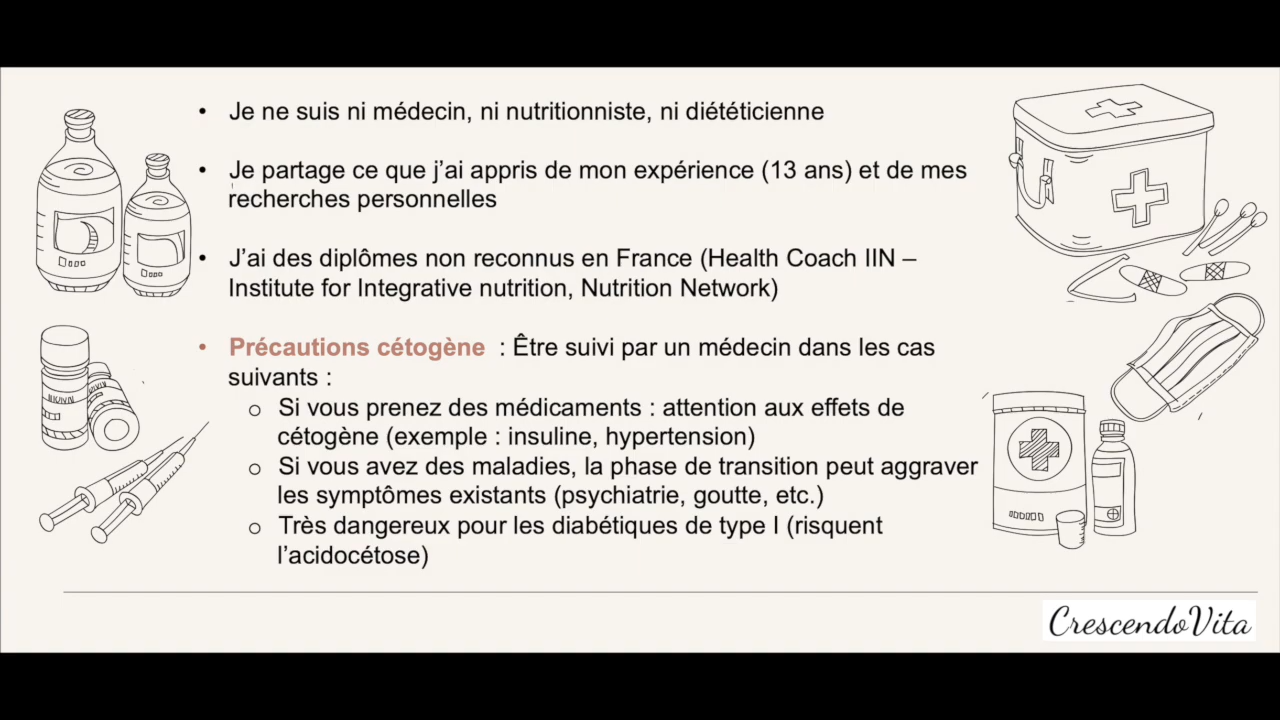 • Je ne suis ni médecin, ni nutritionniste, ni diététicienne
• Je partage ce que j’ai appris de mon expérience (13 ans) et de mes
recherches personnelles
• J’ai des diplômes non reconnus en France (Health Coach IIN –
Institute for Integrative nutrition, Nutrition Network)
• Précautions cétogène : Être suivi par un médecin dans les cas
suivants :
o Si vous prenez des médicaments : attention aux effets de
cétogène (exemple : insuline, hypertension)
o Si vous avez des maladies, la phase de transition peut aggraver
les symptômes existants (psychiatrie, goutte, etc.)
o Très dangereux pour les diabétiques de type I (risquent
l’acidocétose)
CrescendoVita